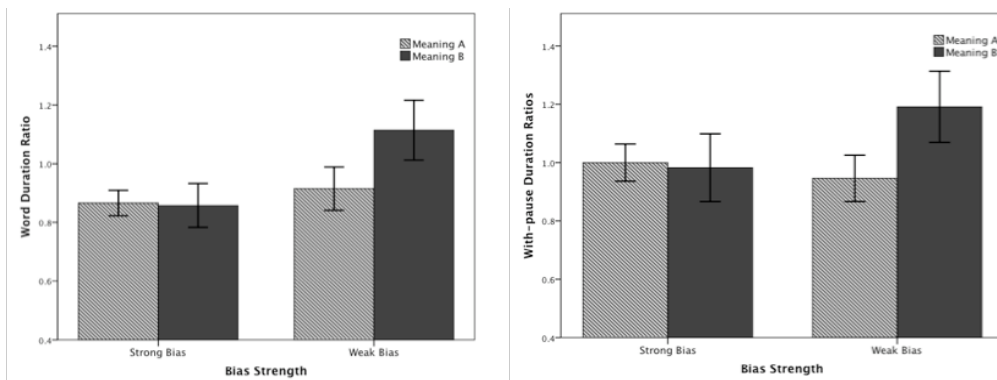 Word Duration Ratio
1.4
1.2
1.0
0.8
0.6
0.4
Meaning A
Meaning B
Strong Bias
Weak Bias
Bias Strength
With-pause Duration Ratios
1.4
1.2
1.0
0.8
0.6
0.4
Meaning A
Meaning B
Strong Bias
Weak Bias
Bias Strength